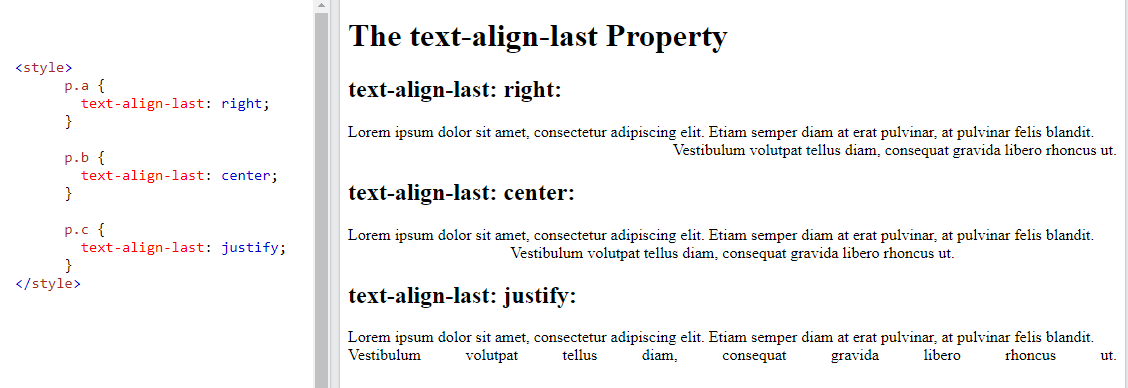 <style>
p.a {
text-align-last: right;
}
p.b {
text-align-last: center;
}
p.c {
text-align-last: justify;
}
</style>
The text-align-last Property
text-align-last: right:
Lorem ipsum dolor sit amet, consectetur adipiscing elit. Etiam semper diam at erat pulvinar, at pulvinar felis blandit.
Vestibulum volutpat tellus diam, consequat gravida libero rhoncus ut.
text-align-last: center:
Lorem ipsum dolor sit amet, consectetur adipiscing elit. Etiam semper diam at erat pulvinar, at pulvinar felis blandit.
Vestibulum volutpat tellus diam, consequat gravida libero rhoncus ut.
text-align-last: justify:
Lorem ipsum dolor sit amet, consectetur adipiscing elit. Etiam semper diam at erat pulvinar, at pulvinar felis blandit.
Vestibulum volutpat tellus diam, consequat gravida libero rhoncus ut.